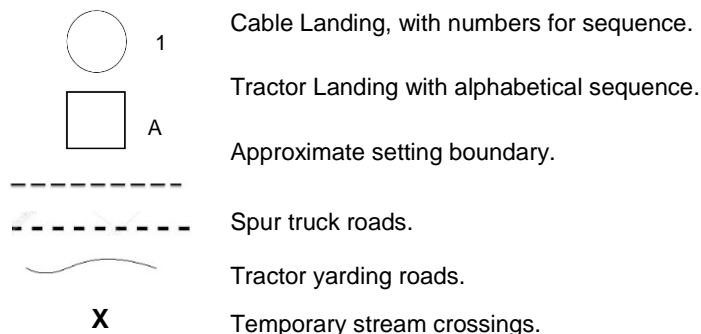 Cable Landing, with numbers for sequence.
1
Tractor Landing with alphabetical sequence.
A
Approximate setting boundary.
Spur truck roads.
Tractor yarding roads.
X
Temporary stream crossings.